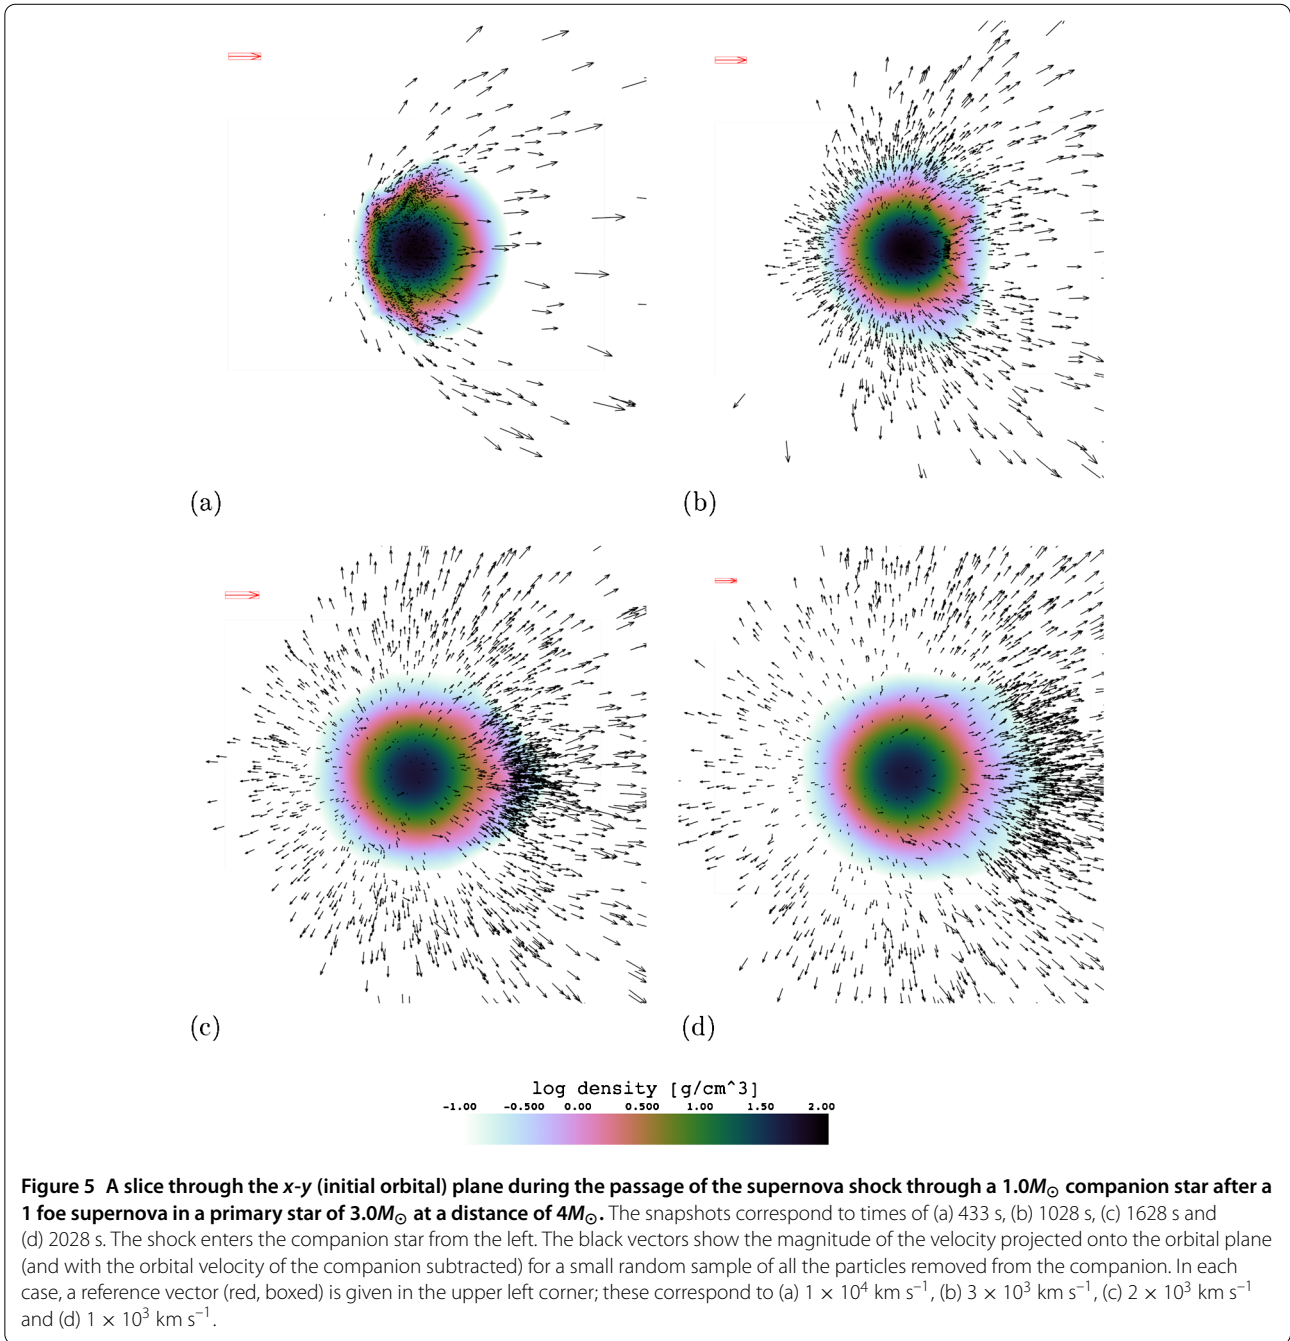 (a)
(b)
(c)
(d)
log density [g/cm^3]
-1.00 -0.500 0.00 0.500 1.00 1.50 2.00
Figure 5 A slice through the x-y (initial orbital) plane during the passage of the supernova shock through a 1.0M⊙ companion star after a
1 foe supernova in a primary star of 3.0M⊙ at a distance of 4M⊙. The snapshots correspond to times of (a) 433 s, (b) 1028 s, (c) 1628 s and
(d) 2028 s. The shock enters the companion star from the left. The black vectors show the magnitude of the velocity projected onto the orbital plane
(and with the orbital velocity of the companion subtracted) for a small random sample of all the particles removed from the companion. In each
case, a reference vector (red, boxed) is given in the upper left corner; these correspond to (a) 1 × 10⁴ km s⁻¹, (b) 3 × 10³ km s⁻¹, (c) 2 × 10³ km s⁻¹
and (d) 1 × 10³ km s⁻¹.